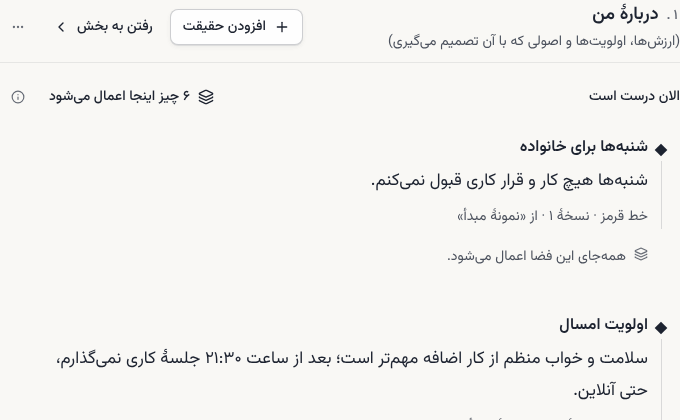 ۱. دربارهٔ من
(ارزش‌ها، اولویت‌ها و اصولی که با آن تصمیم می‌گیری)
افزودن حقیقت
رفتن به بخش
الان درست است
۶ چیز اینجا اعمال می‌شود
شنبه‌ها برای خانواده
شنبه‌ها هیچ کار و قرار کاری قبول نمی‌کنم.
خط قرمز · نسخهٔ ۱ · از «نمونهٔ مبدأ»
همه‌جای این فضا اعمال می‌شود.
اولویت امسال
سلامت و خواب منظم از کار اضافه مهم‌تر است؛ بعد از ساعت ۲۱:۳۰ جلسهٔ کاری نمی‌گذارم،
حتی آنلاین.